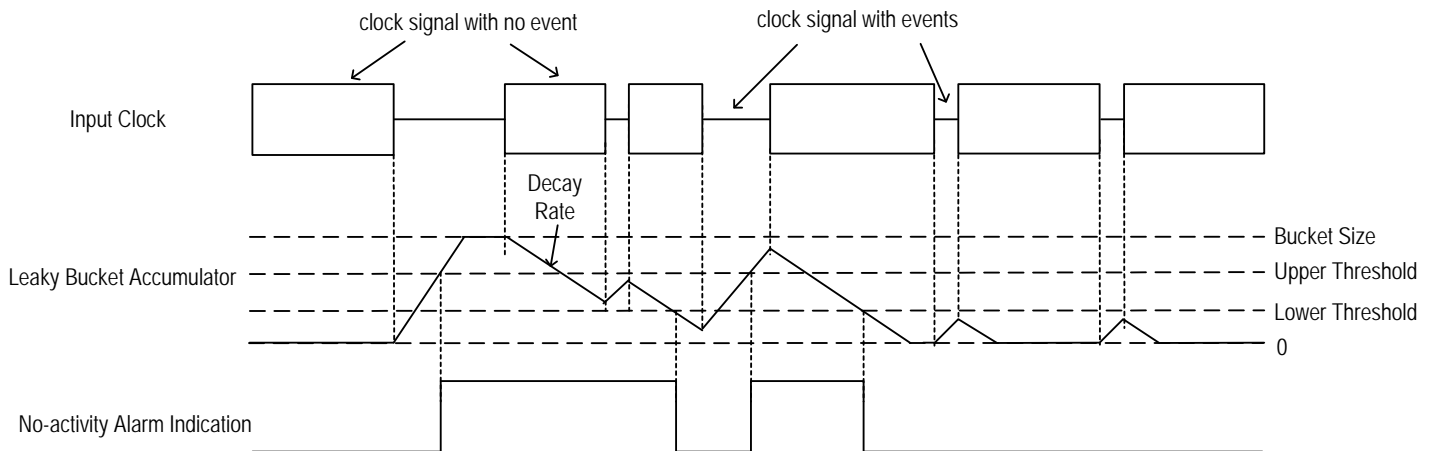 clock signal with no event
clock signal with events
Input Clock
Decay
Rate
Bucket Size
Leaky Bucket Accumulator
Upper Threshold
Lower Threshold
0
No-activity Alarm Indication